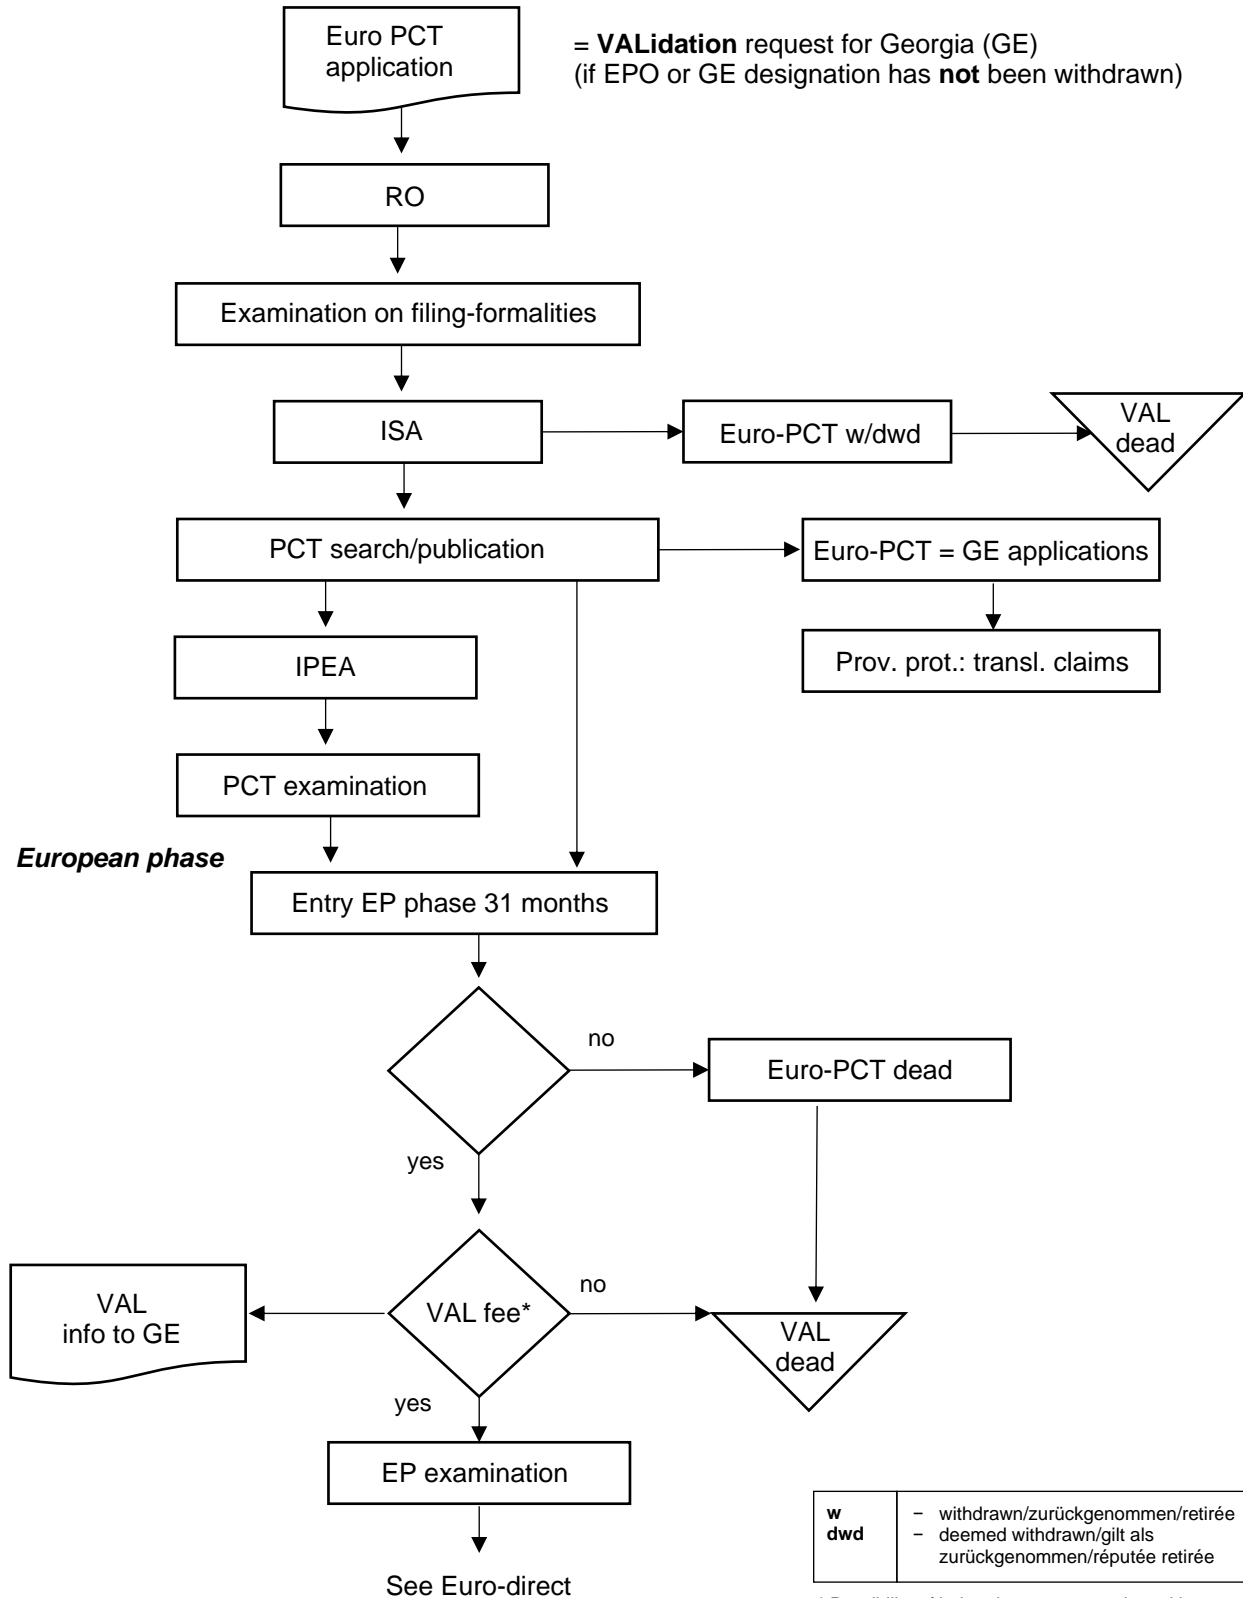 Euro PCT
application
= VALidation request for Georgia (GE)
(if EPO or GE designation has not been withdrawn)
RO
Examination on filing-formalities
ISA
Euro-PCT w/dwd
VAL
dead
PCT search/publication
Euro-PCT = GE applications
IPEA
Prov. prot.: transl. claims
PCT examination
European phase
Entry EP phase 31 months
no
Euro-PCT dead
yes
VAL
info to GE
VAL fee*
no
VAL
dead
yes
EP examination
w – withdrawn/zurückgenommen/retirée
dwd – deemed withdrawn/gilt als
zurückgenommen/réputée retirée
See Euro-direct